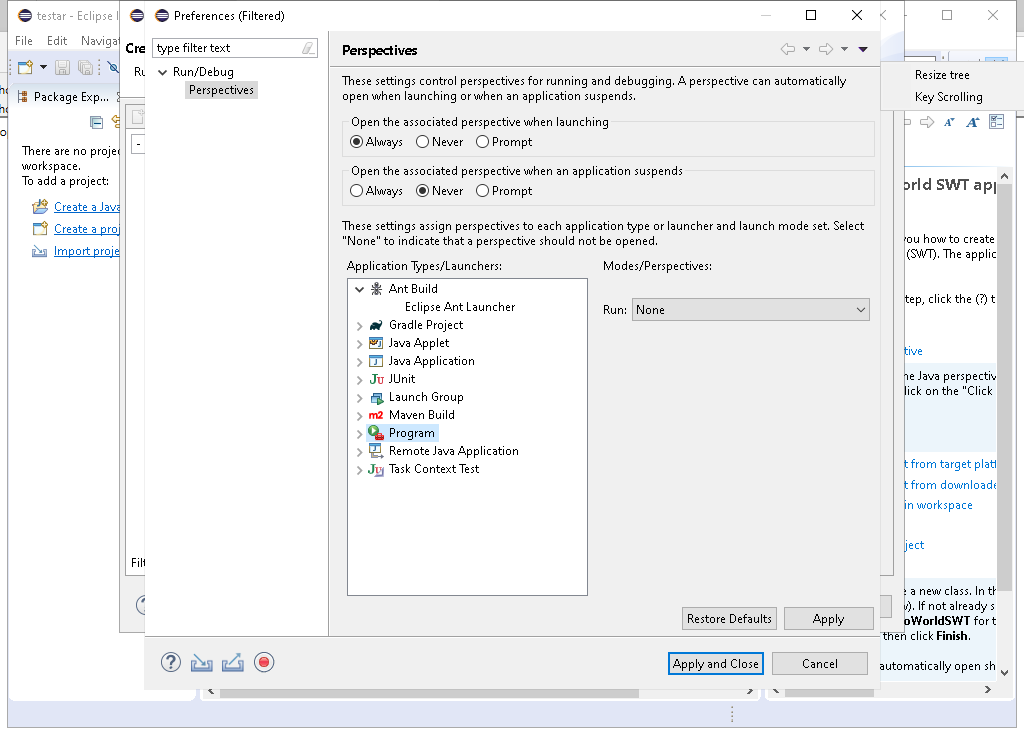 testar - Eclipse I
Preferences (Filtered)
File Edit Navigat
Cre
type filter text
Perspectives
Ru
Run/Debug
Perspectives
These settings control perspectives for running and debugging. A perspective can automatically
open when launching or when an application suspends.
Resize tree
Key Scrolling
Package Exp...
Open the associated perspective when launching
Always Never Prompt
There are no projec
workspace.
To add a project:
Open the associated perspective when an application suspends
Always Never Prompt
orld SWT app
Create a Java
Create a proj
Import proje
These settings assign perspectives to each application type or launcher and launch mode set. Select
"None" to indicate that a perspective should not be opened.
you how to create
(SWT). The applic
Application Types/Launchers:
Modes/Perspectives:
Ant Build
Eclipse Ant Launcher
Gradle Project
Java Applet
Java Application
JUnit
Launch Group
Maven Build
Program
Remote Java Application
Task Context Test
Run: None
tep, click the (?) t
tive
he Java perspectiv
lick on the "Click
t from target platf
t from downloade
in workspace
ject
Filt
e a new class. In th
w). If not already s
oWorldSWT for t
then click Finish.
Restore Defaults Apply
Apply and Close Cancel
automatically open sh